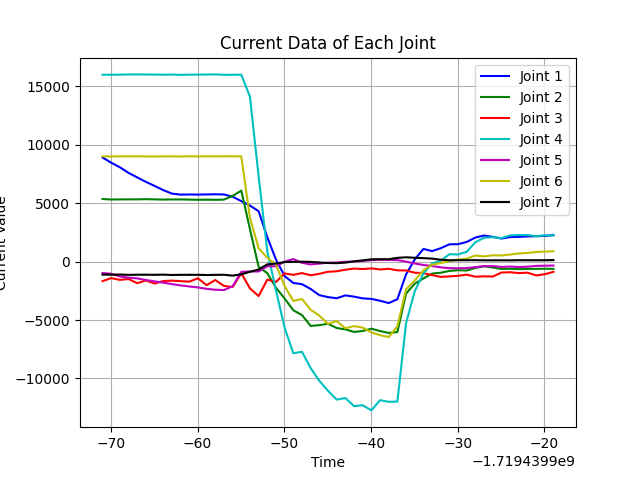 Current Data of Each Joint
15000
10000
5000
0
−5000
−10000
Current Value
Joint 1
Joint 2
Joint 3
Joint 4
Joint 5
Joint 6
Joint 7
−70
−60
−50
−40
−30
−20
Time
−1.7194399e9